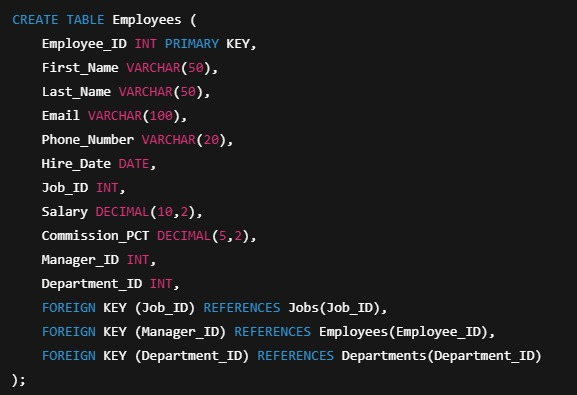 CREATE TABLE Employees (
    Employee_ID INT PRIMARY KEY,
    First_Name VARCHAR(50),
    Last_Name VARCHAR(50),
    Email VARCHAR(100),
    Phone_Number VARCHAR(20),
    Hire_Date DATE,
    Job_ID INT,
    Salary DECIMAL(10,2),
    Commission_PCT DECIMAL(5,2),
    Manager_ID INT,
    Department_ID INT,
    FOREIGN KEY (Job_ID) REFERENCES Jobs(Job_ID),
    FOREIGN KEY (Manager_ID) REFERENCES Employees(Employee_ID),
    FOREIGN KEY (Department_ID) REFERENCES Departments(Department_ID)
);